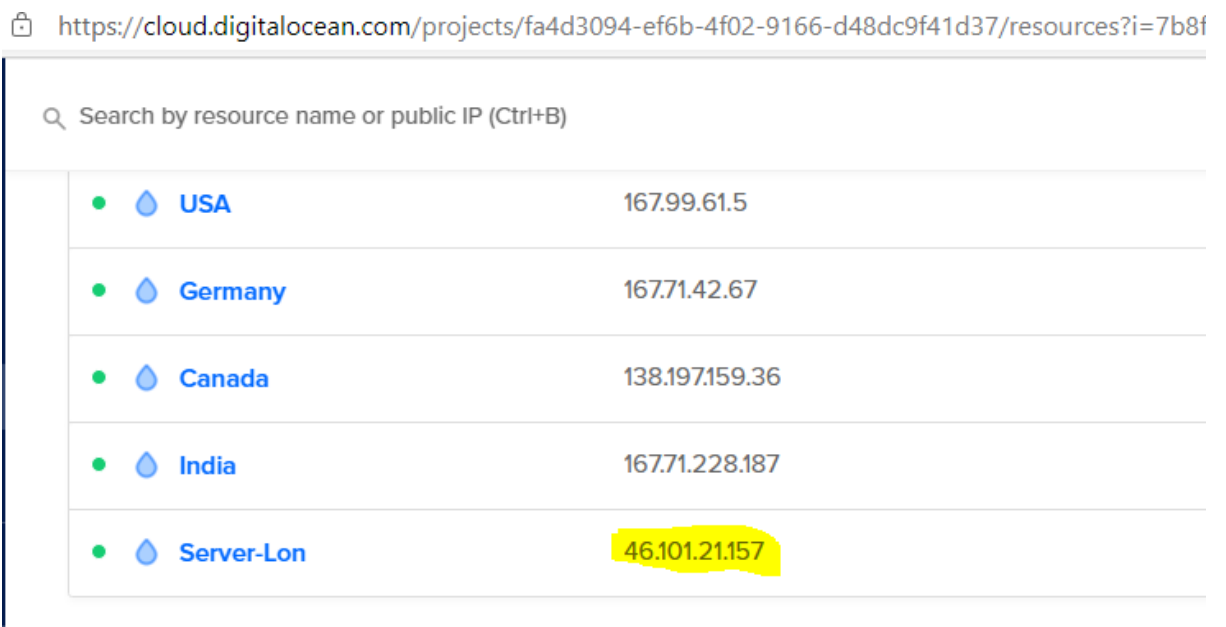 https://cloud.digitalocean.com/projects/fa4d3094-ef6b-4f02-9166-d48dc9f41d37/resources?i=7b8f
Search by resource name or public IP (Ctrl+B)
USA 167.99.61.5
Germany 167.71.42.67
Canada 138.197.159.36
India 167.71.228.187
Server-Lon 46.101.21.157